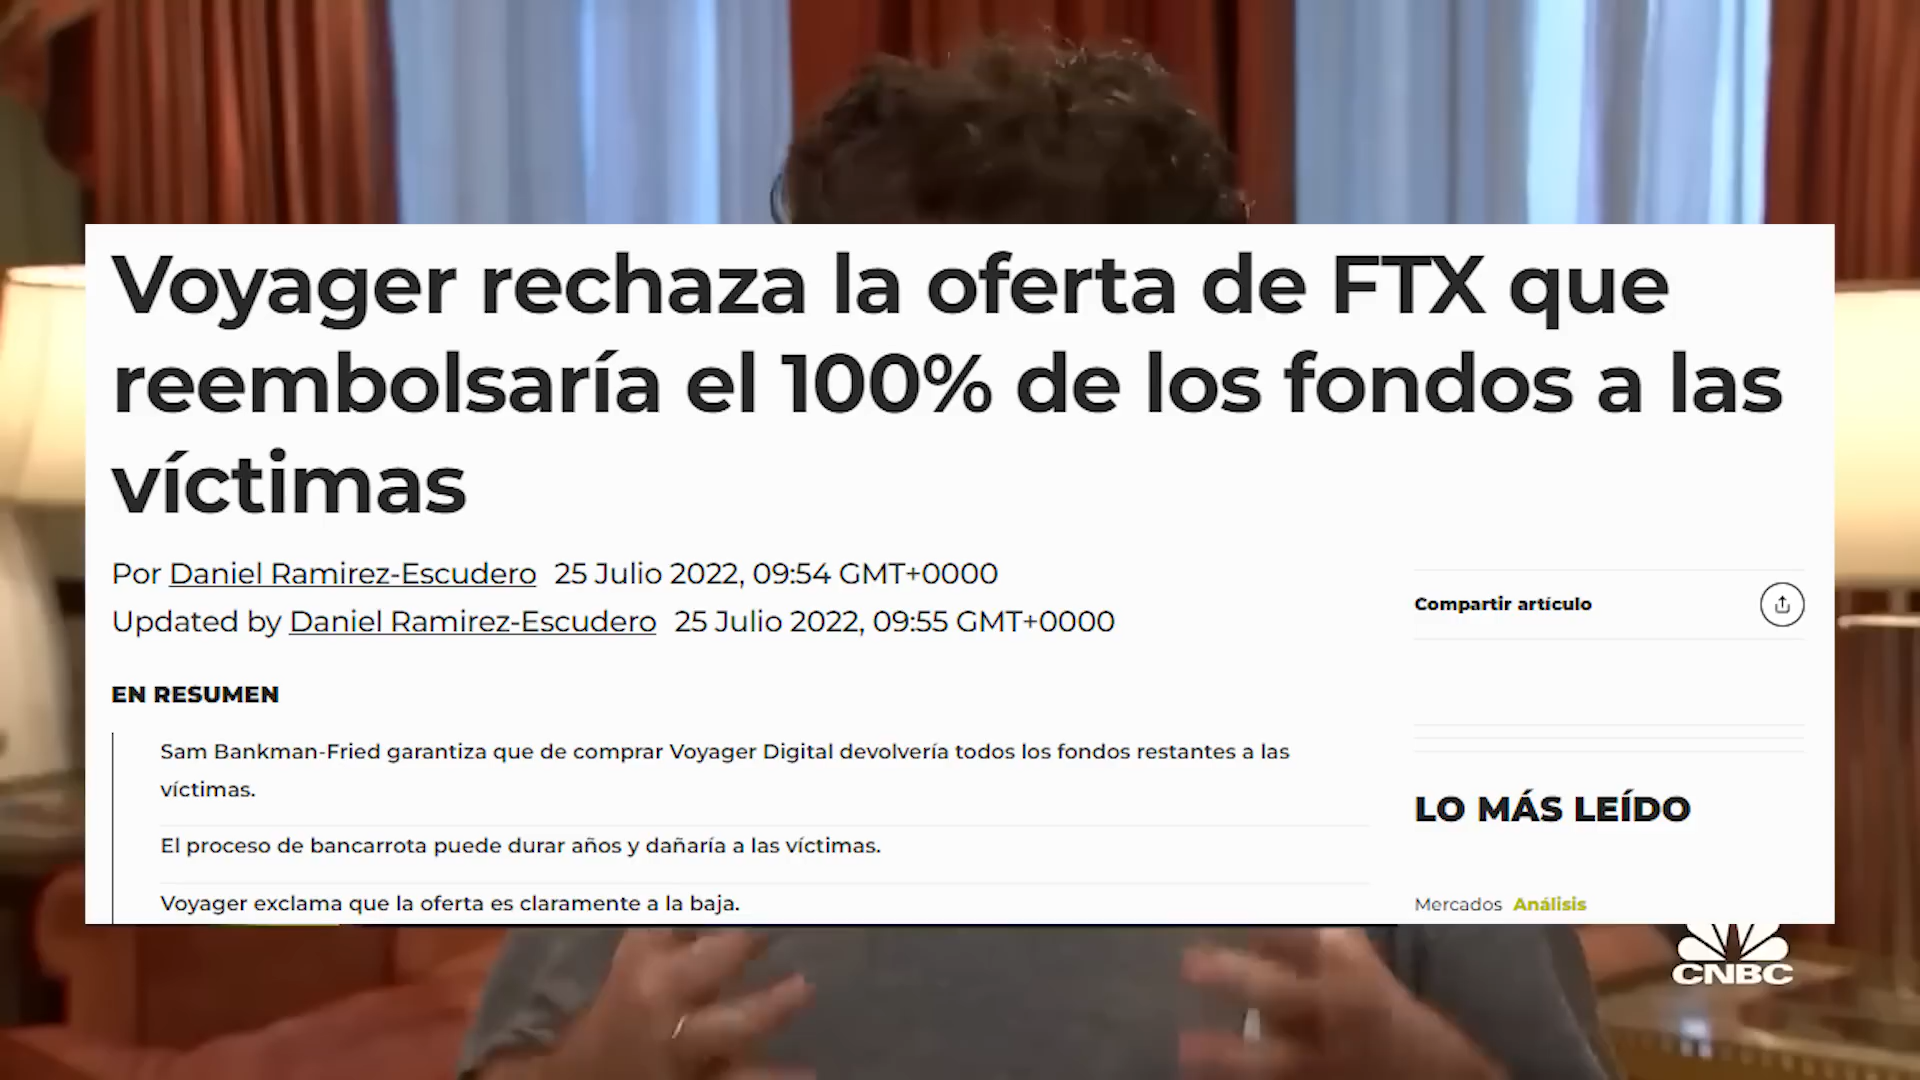 Voyager rechaza la oferta de FTX que
reembolsaría el 100% de los fondos a las
víctimas
Por Daniel Ramirez-Escudero 25 Julio 2022, 09:54 GMT+0000
Updated by Daniel Ramirez-Escudero 25 Julio 2022, 09:55 GMT+0000
Compartir artículo
EN RESUMEN
Sam Bankman-Fried garantiza que de comprar Voyager Digital devolvería todos los fondos restantes a las
víctimas.
El proceso de bancarrota puede durar años y dañaría a las víctimas.
Voyager exclama que la oferta es claramente a la baja.
LO MÁS LEÍDO
Mercados Análisis
CNBC